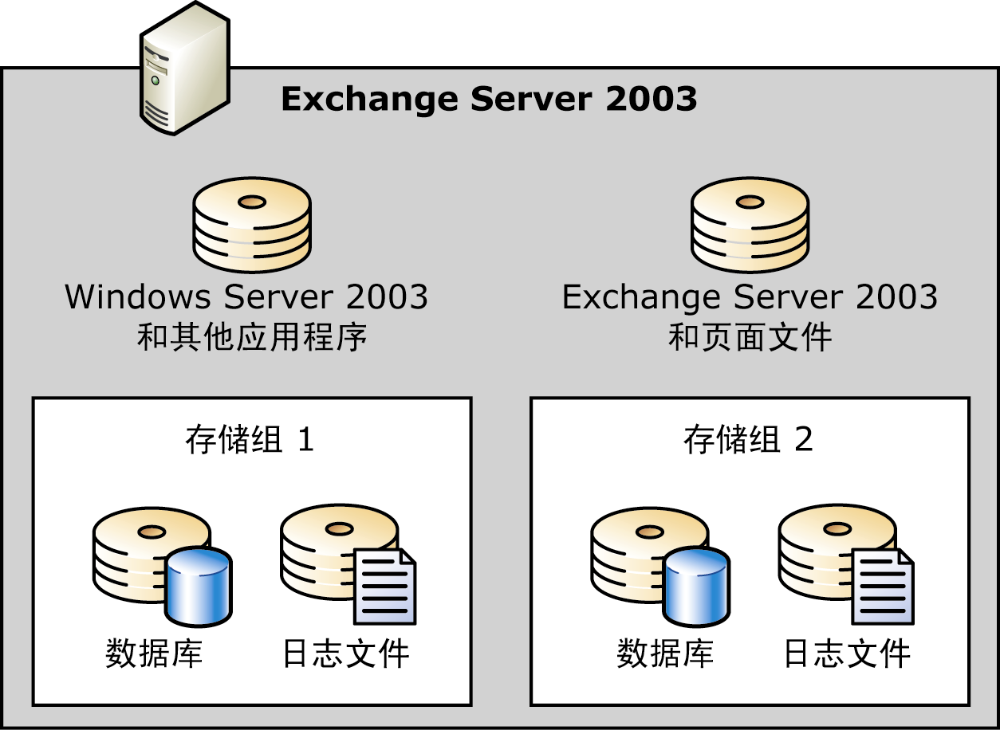 Exchange Server 2003
Windows Server 2003
和其他应用程序
Exchange Server 2003
和页面文件
存储组 1
数据库
日志文件
存储组 2
数据库
日志文件